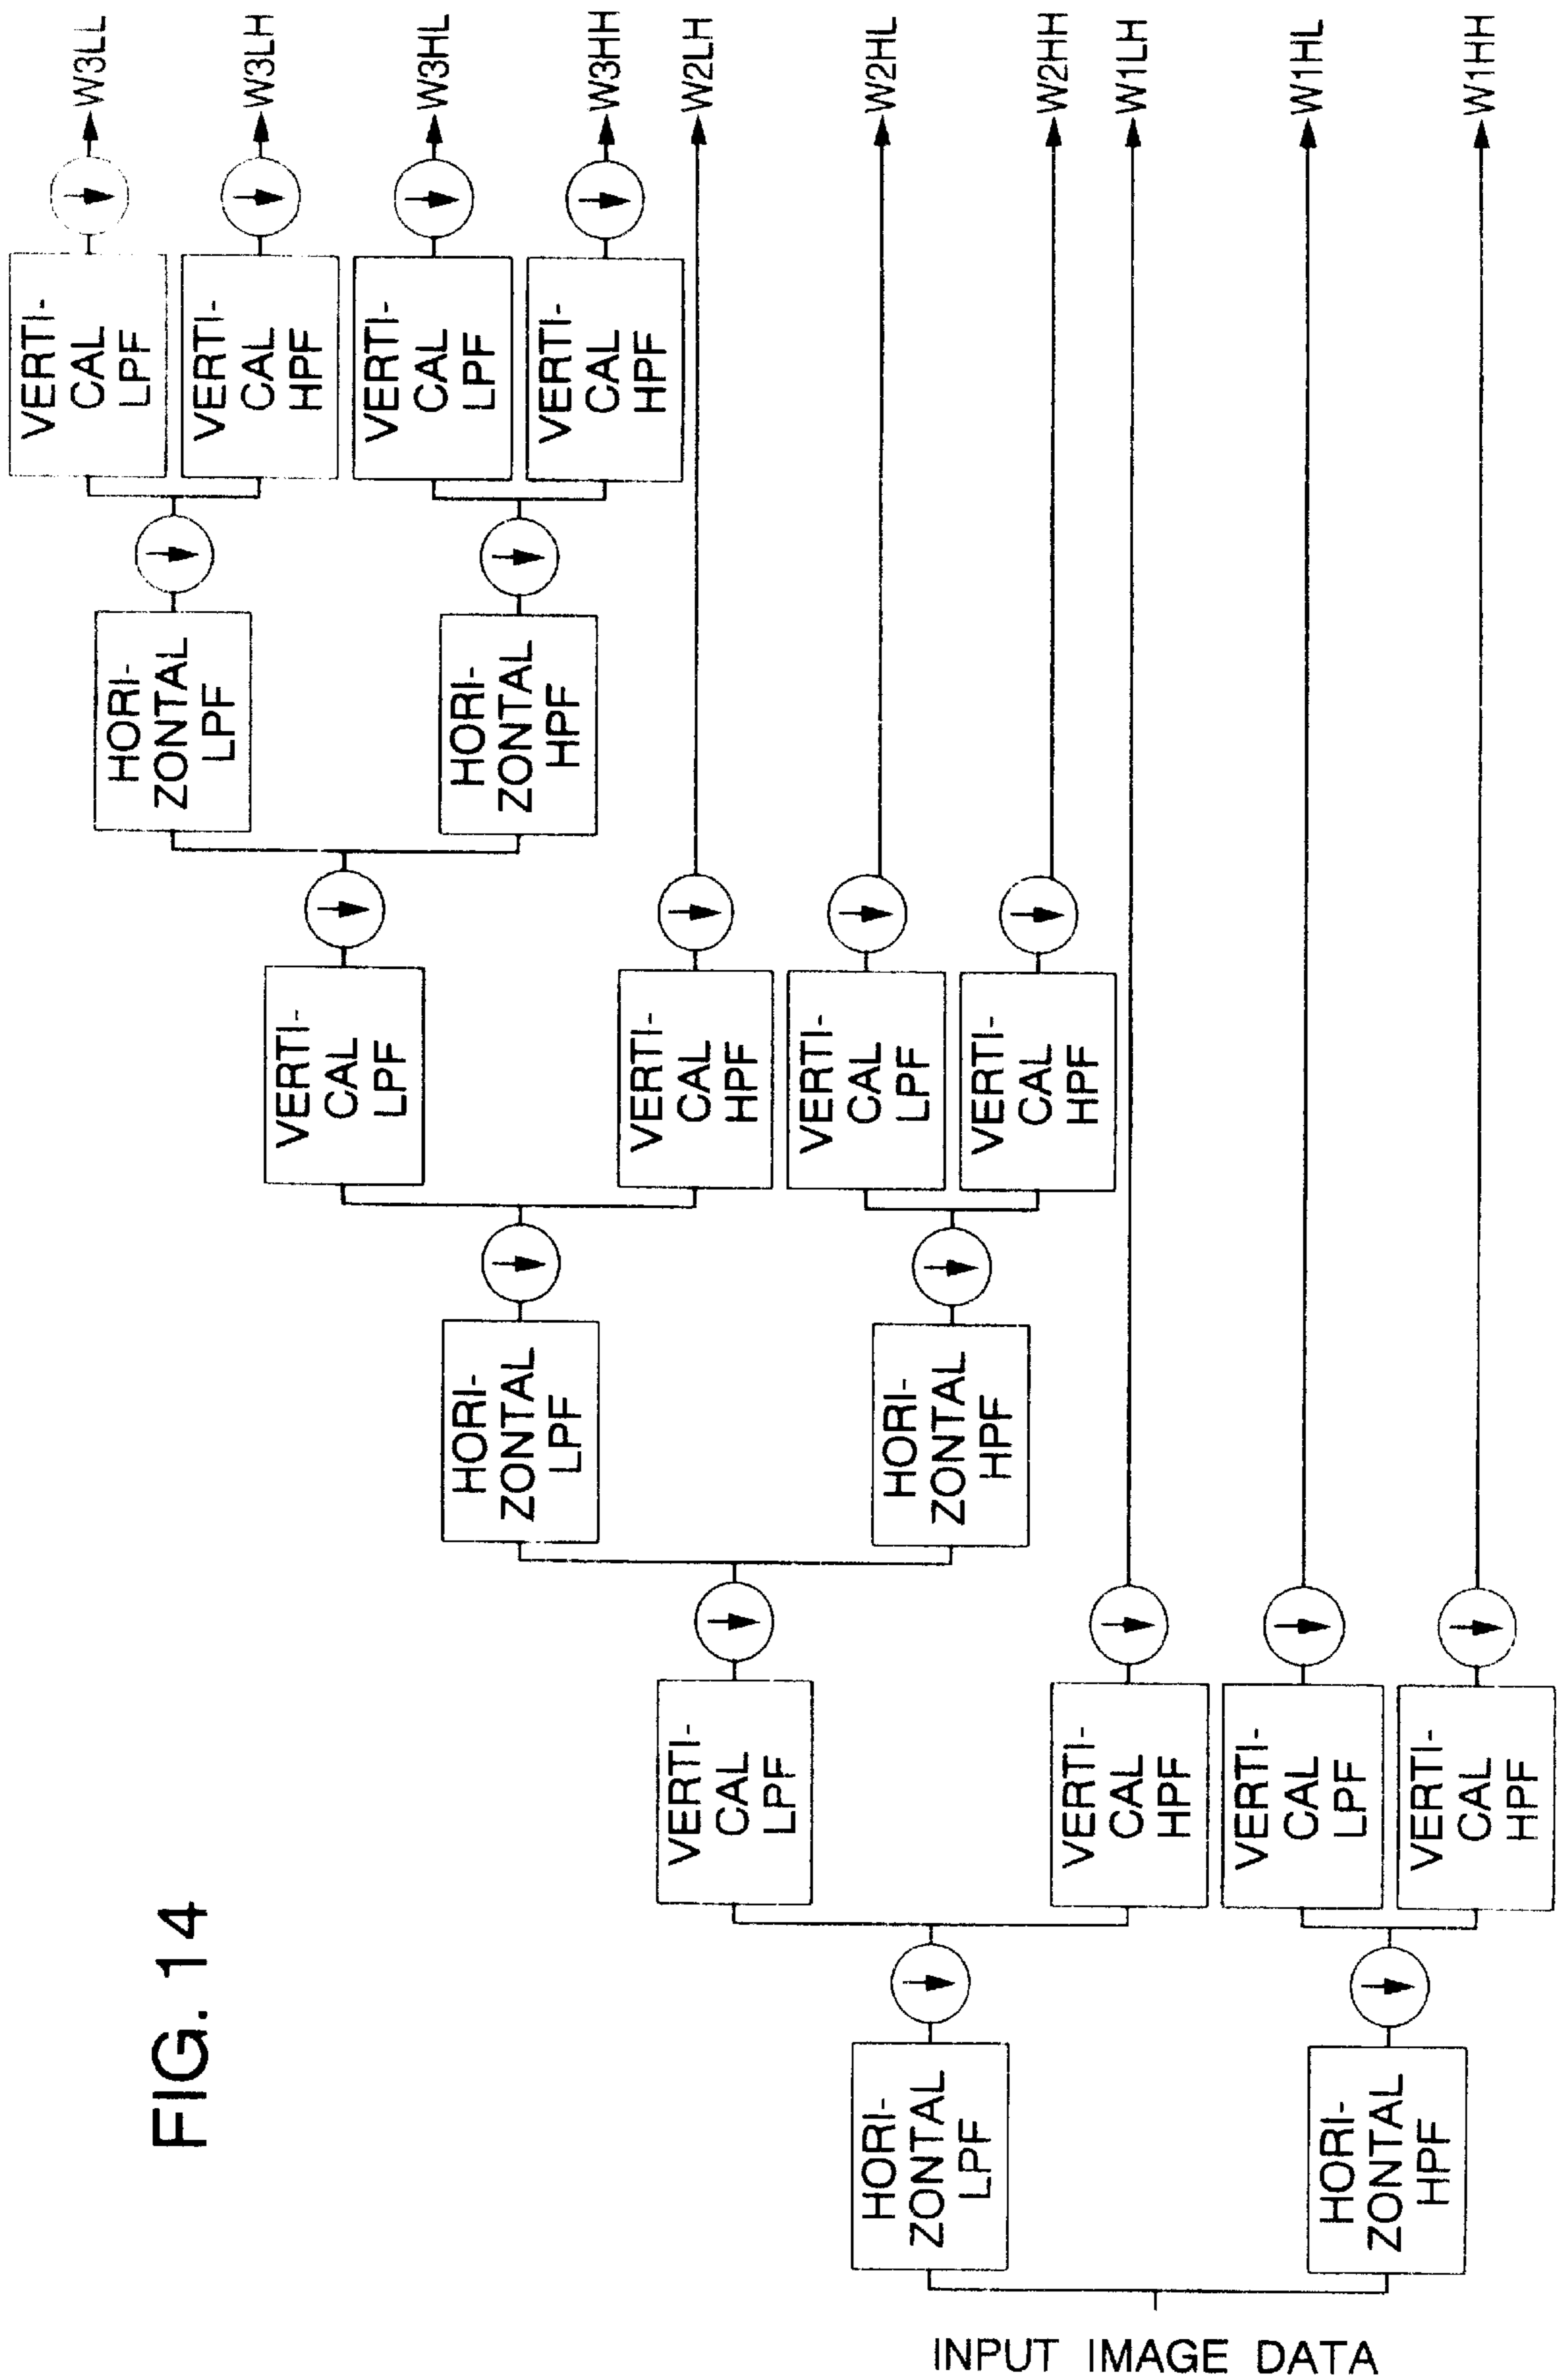 FIG. 14
INPUT IMAGE DATA
HORI-
ZONTAL
LPF
HORI-
ZONTAL
HPF
VERTI-
CAL
LPF
VERTI-
CAL
HPF
VERTI-
CAL
LPF
VERTI-
CAL
HPF
HORI-
ZONTAL
LPF
HORI-
ZONTAL
HPF
VERTI-
CAL
LPF
VERTI-
CAL
HPF
VERTI-
CAL
LPF
VERTI-
CAL
HPF
HORI-
ZONTAL
LPF
HORI-
ZONTAL
HPF
VERTI-
CAL
LPF
VERTI-
CAL
HPF
VERTI-
CAL
LPF
VERTI-
CAL
HPF
W3LL
W3LH
W3HL
W3HH
W2LH
W2HL
W2HH
W1LH
W1HL
W1HH